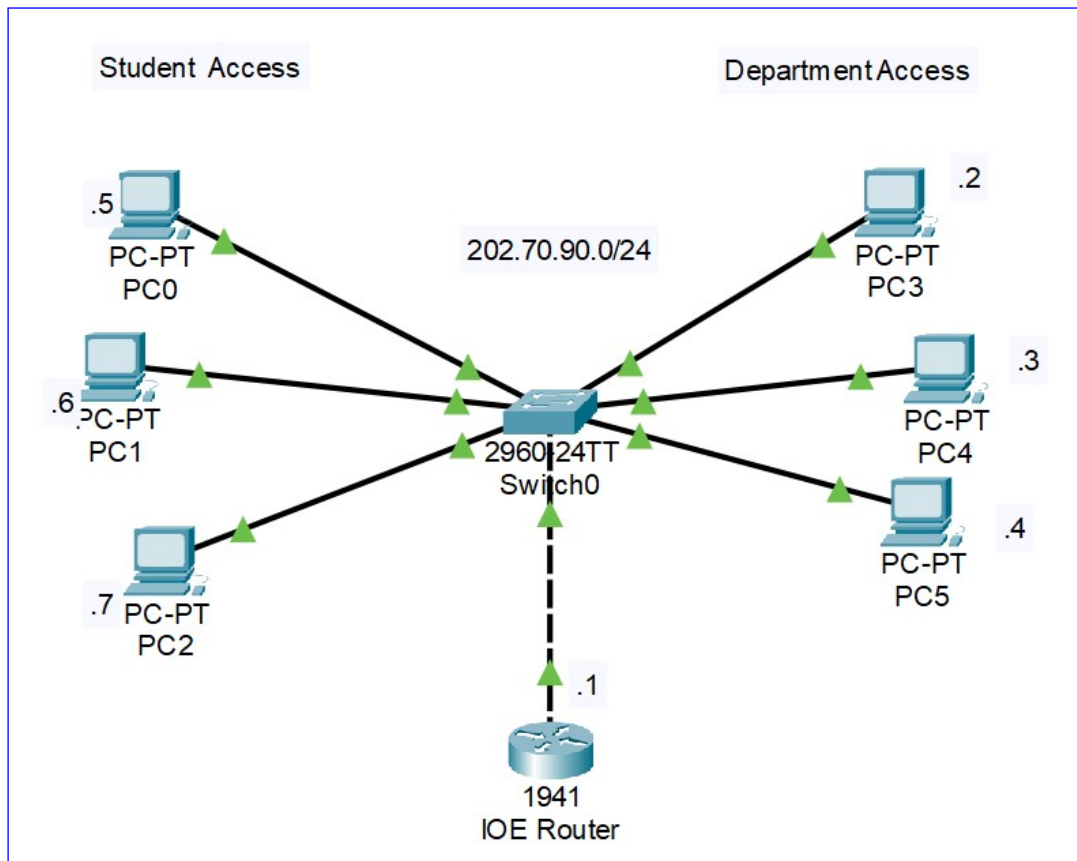 Student Access
Department Access
.5
PC-PT
PC0
202.70.90.0/24
.2
PC-PT
PC3
.6
PC-PT
PC1
.3
PC-PT
PC4
2960-24TT
Switch0
.7
PC-PT
PC2
.4
PC-PT
PC5
.1
1941
IOE Router